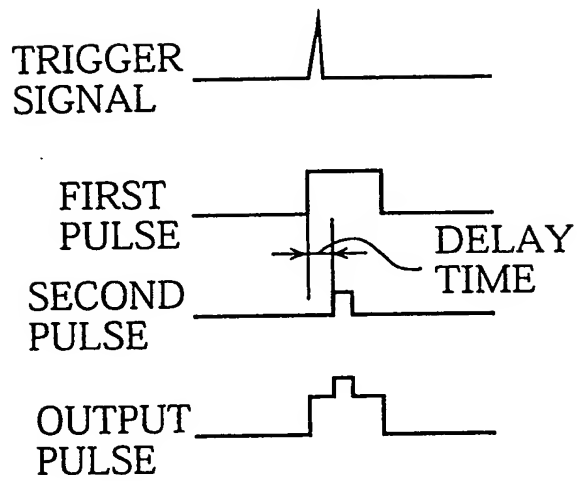 TRIGGER
SIGNAL
FIRST
PULSE
DELAY
TIME
SECOND
PULSE
OUTPUT
PULSE